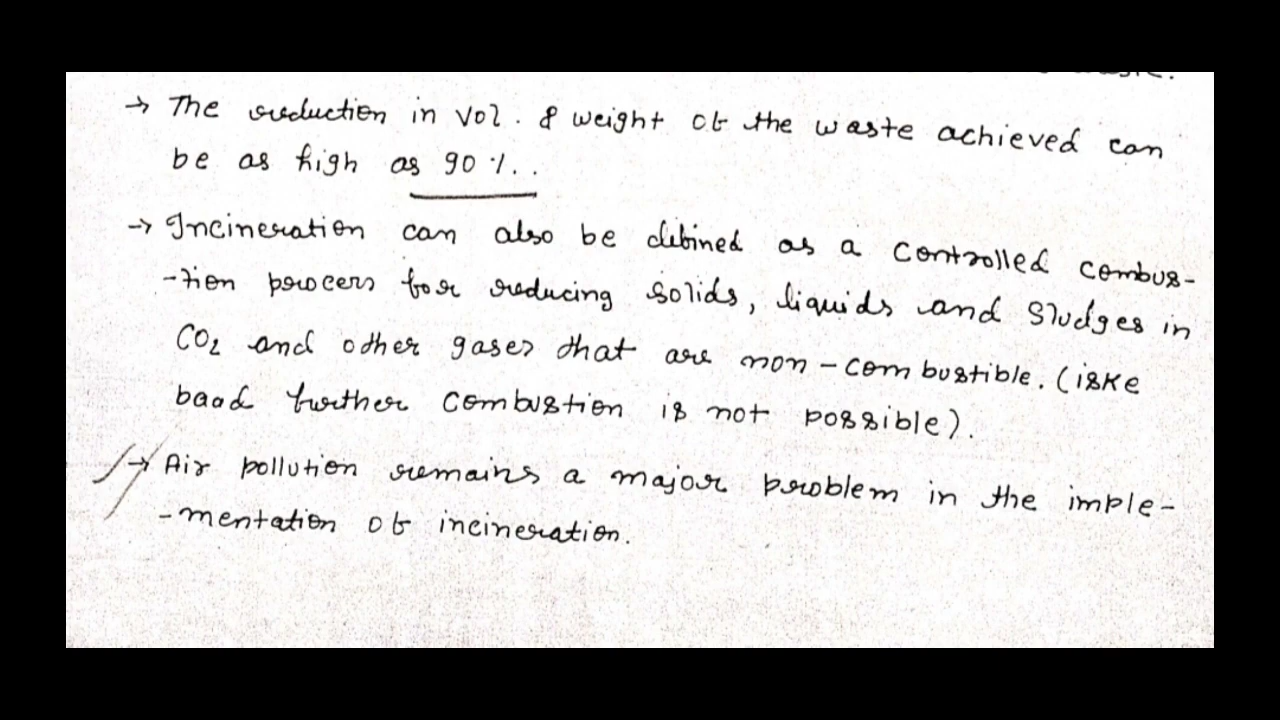 → The reduction in vol. & weight of the waste achieved can
be as high as 90%..
→ Incineration can also be defined as a controlled combus-
-tion process for reducing solids, liquids and sludges in
CO₂ and other gases that are non-combustible. (iske
baad further combustion is not possible).
→ Air pollution remains a major problem in the imple-
-mentation of incineration.